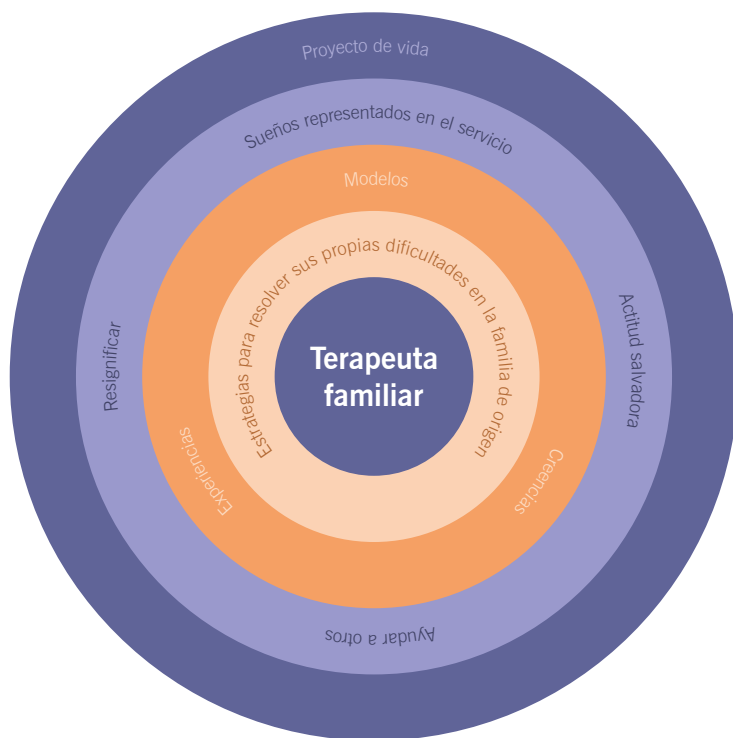 Proyecto de vida
Sueños representados en el servicio
Actitud salvadora
Ayudar a otros
Resignificar
Modelos
Creencias
Experiencias
Estrategias para resolver sus propias dificultades en la familia de origen
Terapeuta
familiar